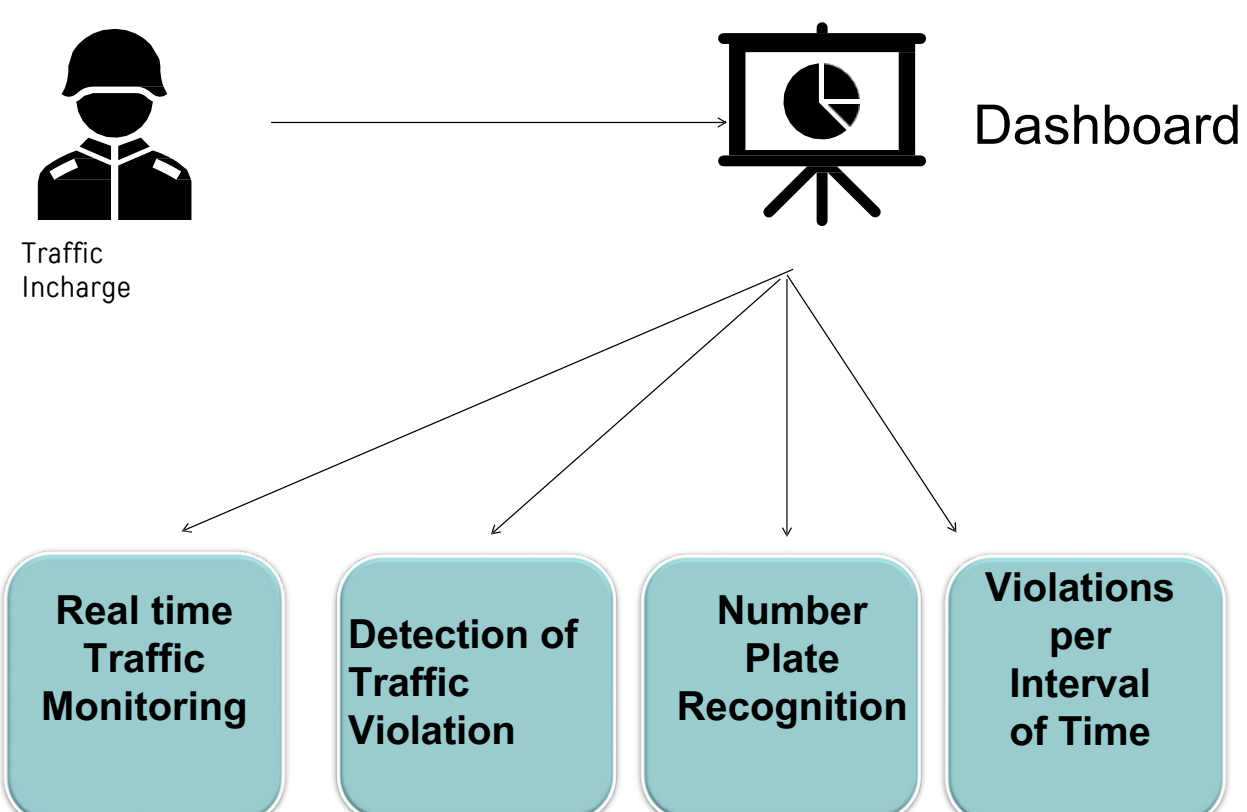 Dashboard
Traffic
Incharge
Real time
Traffic
Monitoring
Detection of
Traffic
Violation
Number
Plate
Recognition
Violations
per
Interval
of Time